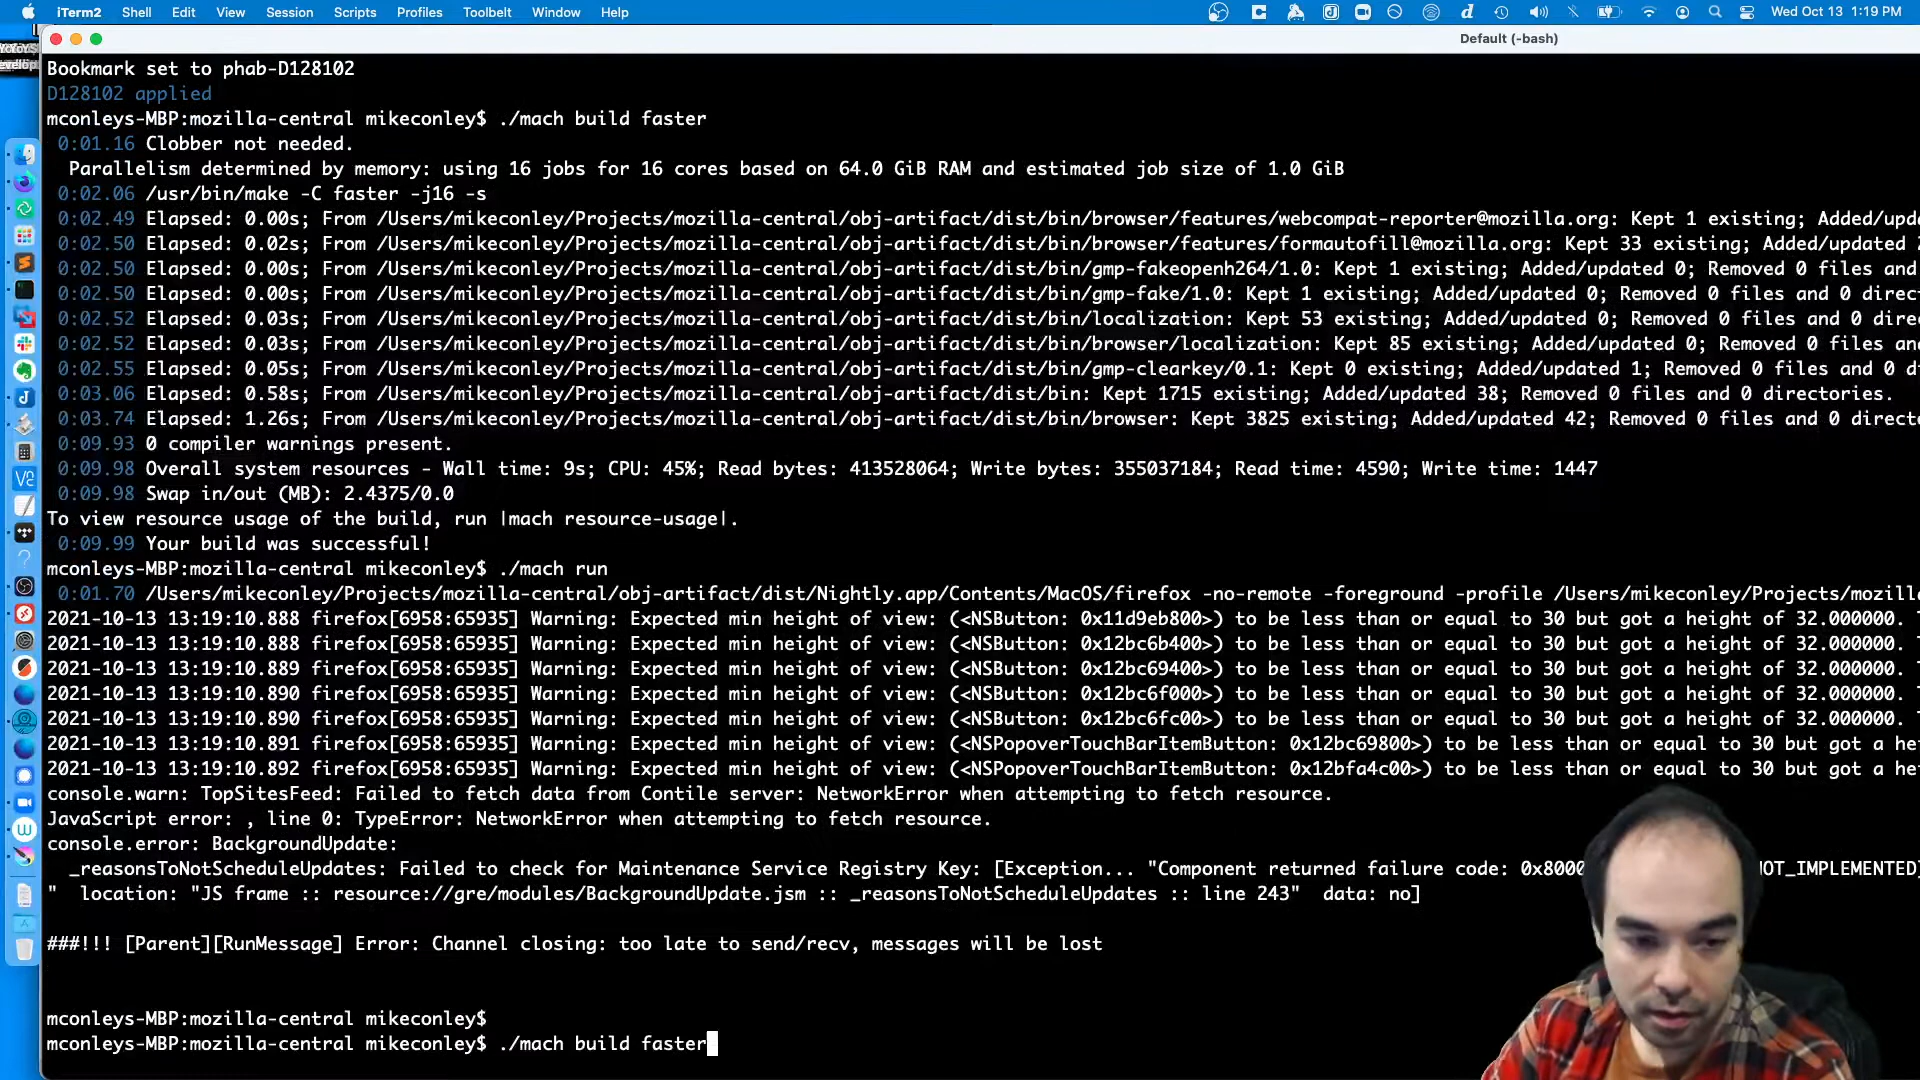 iTerm2 Shell Edit View Session Scripts Profiles Toolbelt Window Help Wed Oct 13 1:19 PM
Default (-bash)
Bookmark set to phab-D128102
D128102 applied
mconleys-MBP:mozilla-central mikeconley$ ./mach build faster
0:01.16 Clobber not needed.
Parallelism determined by memory: using 16 jobs for 16 cores based on 64.0 GiB RAM and estimated job size of 1.0 GiB
0:02.06 /usr/bin/make -C faster -j16 -s
0:02.49 Elapsed: 0.00s; From /Users/mikeconley/Projects/mozilla-central/obj-artifact/dist/bin/browser/features/webcompat-reporter@mozilla.org: Kept 1 existing; Added/upd
0:02.50 Elapsed: 0.02s; From /Users/mikeconley/Projects/mozilla-central/obj-artifact/dist/bin/browser/features/formautofill@mozilla.org: Kept 33 existing; Added/updated
0:02.50 Elapsed: 0.00s; From /Users/mikeconley/Projects/mozilla-central/obj-artifact/dist/bin/gmp-fakeopenh264/1.0: Kept 1 existing; Added/updated 0; Removed 0 files and
0:02.50 Elapsed: 0.00s; From /Users/mikeconley/Projects/mozilla-central/obj-artifact/dist/bin/gmp-fake/1.0: Kept 1 existing; Added/updated 0; Removed 0 files and 0 direc
0:02.52 Elapsed: 0.03s; From /Users/mikeconley/Projects/mozilla-central/obj-artifact/dist/bin/localization: Kept 53 existing; Added/updated 0; Removed 0 files and 0 dire
0:02.52 Elapsed: 0.03s; From /Users/mikeconley/Projects/mozilla-central/obj-artifact/dist/bin/browser/localization: Kept 85 existing; Added/updated 0; Removed 0 files an
0:02.55 Elapsed: 0.05s; From /Users/mikeconley/Projects/mozilla-central/obj-artifact/dist/bin/gmp-clearkey/0.1: Kept 0 existing; Added/updated 1; Removed 0 files and 0 d
0:03.06 Elapsed: 0.58s; From /Users/mikeconley/Projects/mozilla-central/obj-artifact/dist/bin: Kept 1715 existing; Added/updated 38; Removed 0 files and 0 directories.
0:03.74 Elapsed: 1.26s; From /Users/mikeconley/Projects/mozilla-central/obj-artifact/dist/bin/browser: Kept 3825 existing; Added/updated 42; Removed 0 files and 0 direct
0:09.93 0 compiler warnings present.
0:09.98 Overall system resources - Wall time: 9s; CPU: 45%; Read bytes: 413528064; Write bytes: 355037184; Read time: 4590; Write time: 1447
0:09.98 Swap in/out (MB): 2.4375/0.0
To view resource usage of the build, run |mach resource-usage|.
0:09.99 Your build was successful!
mconleys-MBP:mozilla-central mikeconley$ ./mach run
0:01.70 /Users/mikeconley/Projects/mozilla-central/obj-artifact/dist/Nightly.app/Contents/MacOS/firefox -no-remote -foreground -profile /Users/mikeconley/Projects/mozill
2021-10-13 13:19:10.888 firefox[6958:65935] Warning: Expected min height of view: (<NSButton: 0x11d9eb800>) to be less than or equal to 30 but got a height of 32.000000.
2021-10-13 13:19:10.888 firefox[6958:65935] Warning: Expected min height of view: (<NSButton: 0x12bc6b400>) to be less than or equal to 30 but got a height of 32.000000.
2021-10-13 13:19:10.889 firefox[6958:65935] Warning: Expected min height of view: (<NSButton: 0x12bc69400>) to be less than or equal to 30 but got a height of 32.000000.
2021-10-13 13:19:10.890 firefox[6958:65935] Warning: Expected min height of view: (<NSButton: 0x12bc6f000>) to be less than or equal to 30 but got a height of 32.000000.
2021-10-13 13:19:10.890 firefox[6958:65935] Warning: Expected min height of view: (<NSButton: 0x12bc6fc00>) to be less than or equal to 30 but got a height of 32.000000.
2021-10-13 13:19:10.891 firefox[6958:65935] Warning: Expected min height of view: (<NSPopoverTouchBarItemButton: 0x12bc69800>) to be less than or equal to 30 but got a he
2021-10-13 13:19:10.892 firefox[6958:65935] Warning: Expected min height of view: (<NSPopoverTouchBarItemButton: 0x12bfa4c00>) to be less than or equal to 30 but got a he
console.warn: TopSitesFeed: Failed to fetch data from Contile server: NetworkError when attempting to fetch resource.
JavaScript error: , line 0: TypeError: NetworkError when attempting to fetch resource.
console.error: BackgroundUpdate:
_reasonsToNotScheduleUpdates: Failed to check for Maintenance Service Registry Key: [Exception... "Component returned failure code: 0x8000 OT_IMPLEMENTED]
" location: "JS frame :: resource://gre/modules/BackgroundUpdate.jsm :: _reasonsToNotScheduleUpdates :: line 243" data: no]
###!!! [Parent][RunMessage] Error: Channel closing: too late to send/recv, messages will be lost
mconleys-MBP:mozilla-central mikeconley$
mconleys-MBP:mozilla-central mikeconley$ ./mach build faster